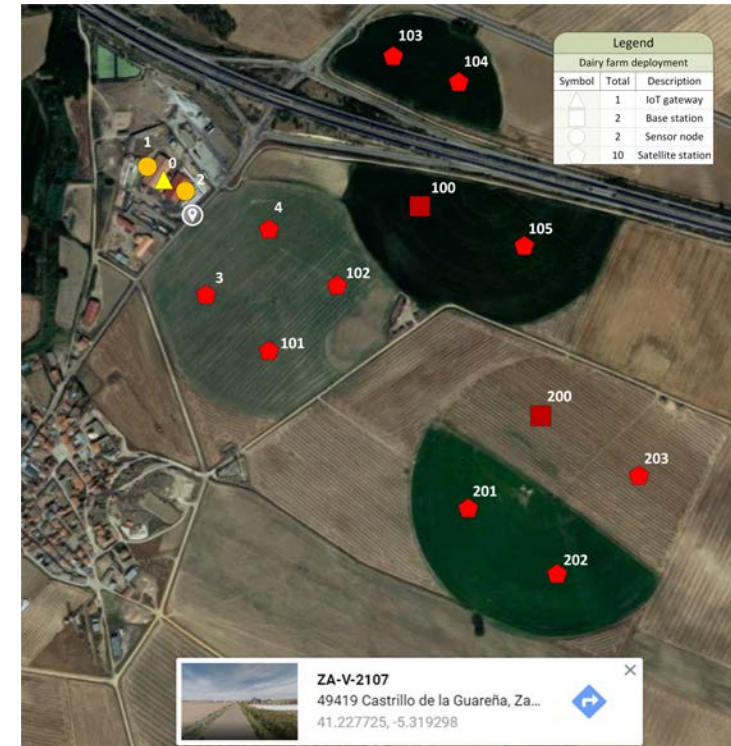 103
104
Legend
Dairy farm deployment
Symbol Total Description
1 IoT gateway
2 Base station
2 Sensor node
10 Satellite station
1
0
2
100
4
105
3
102
101
200
203
201
202
ZA-V-2107
49419 Castrillo de la Guareña, Za...
41.227725, -5.319298